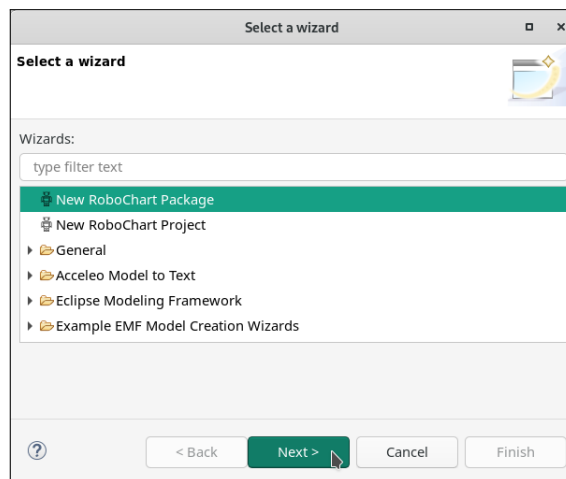 Select a wizard
Select a wizard
Wizards:
type filter text
New RoboChart Package
New RoboChart Project
General
Acceleo Model to Text
Eclipse Modeling Framework
Example EMF Model Creation Wizards
< Back Next > Cancel Finish